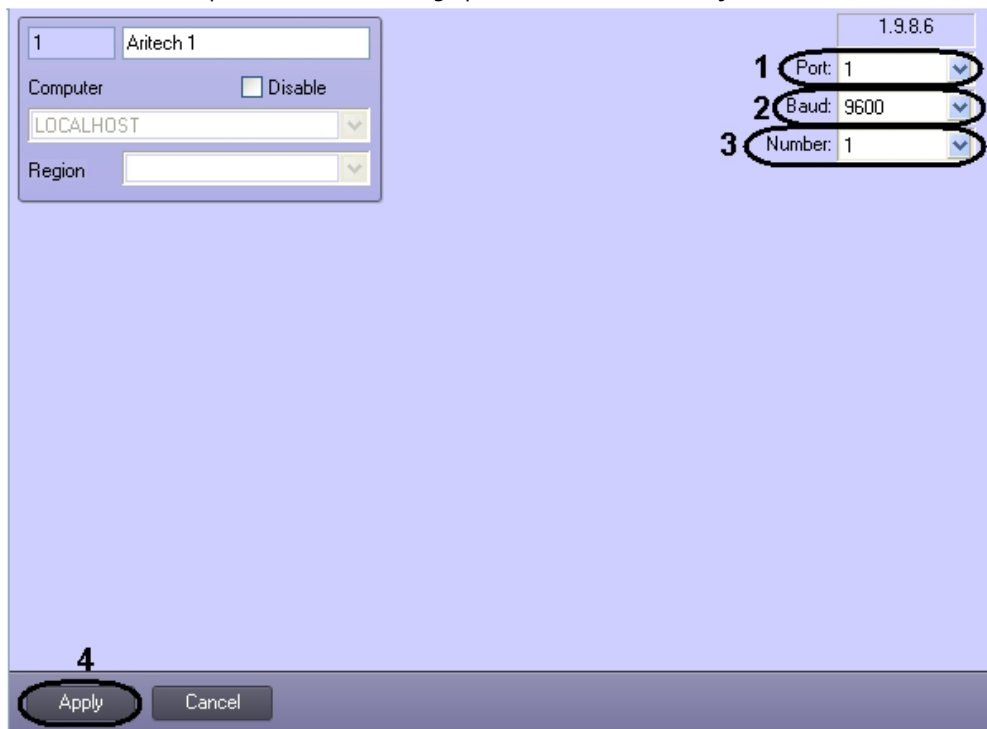 1 Aritech 1
Computer Disable
LOCALHOST
Region
1.9.8.6
1 Port: 1
2 Baud: 9600
3 Number: 1
4
Apply Cancel